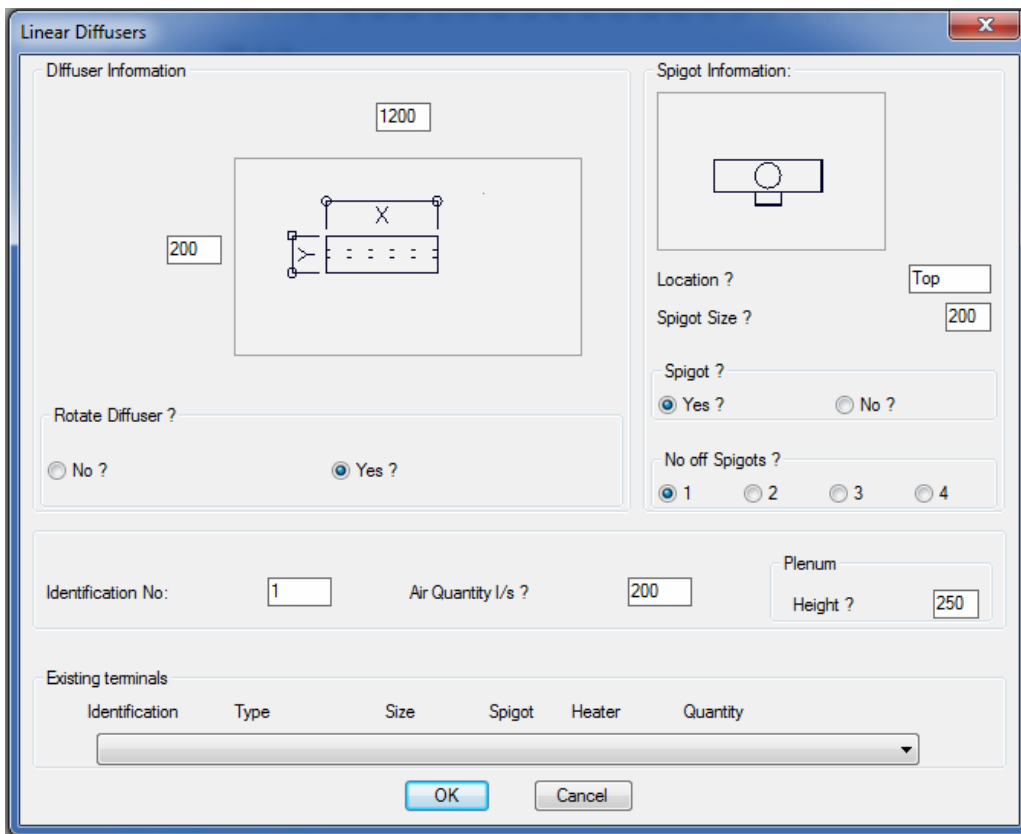 Linear Diffusers
DIffuser Information
1200
X
200
Y
Rotate Diffuser ?
No ?
Yes ?
Spigot Information:
Location ?
Top
Spigot Size ?
200
Spigot ?
Yes ?
No ?
No off Spigots ?
1
2
3
4
Identification No:
1
Air Quantity l/s ?
200
Plenum
Height ?
250
Existing terminals
Identification
Type
Size
Spigot
Heater
Quantity
OK
Cancel